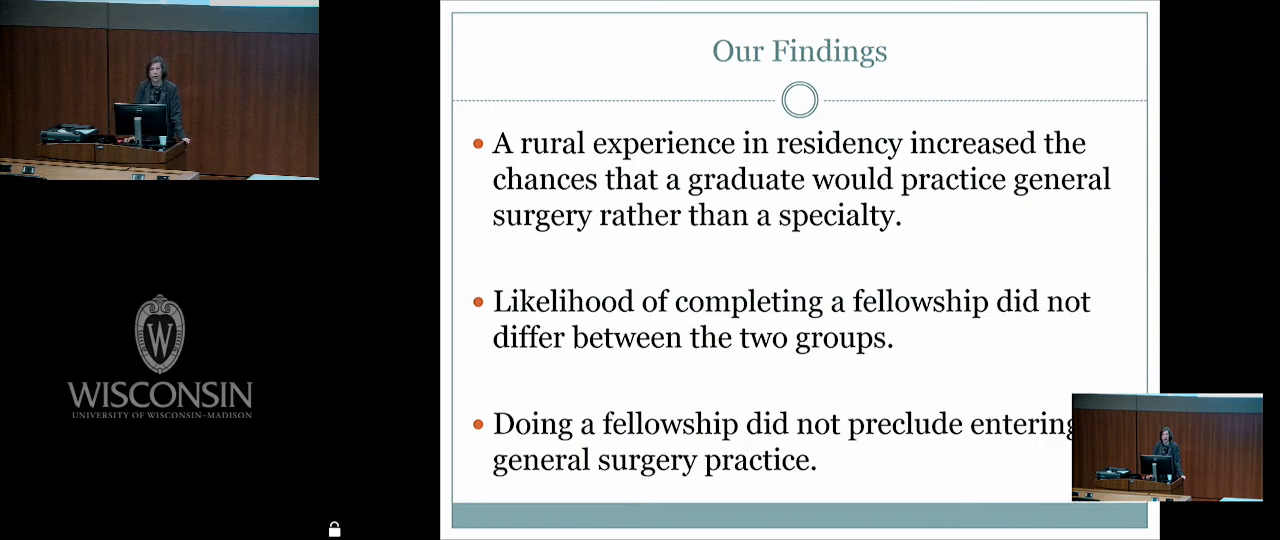 Our Findings
A rural experience in residency increased the
chances that a graduate would practice general
surgery rather than a specialty.
Likelihood of completing a fellowship did not
differ between the two groups.
Doing a fellowship did not preclude entering
general surgery practice.
W
WISCONSIN
UNIVERSITY OF WISCONSIN–MADISON